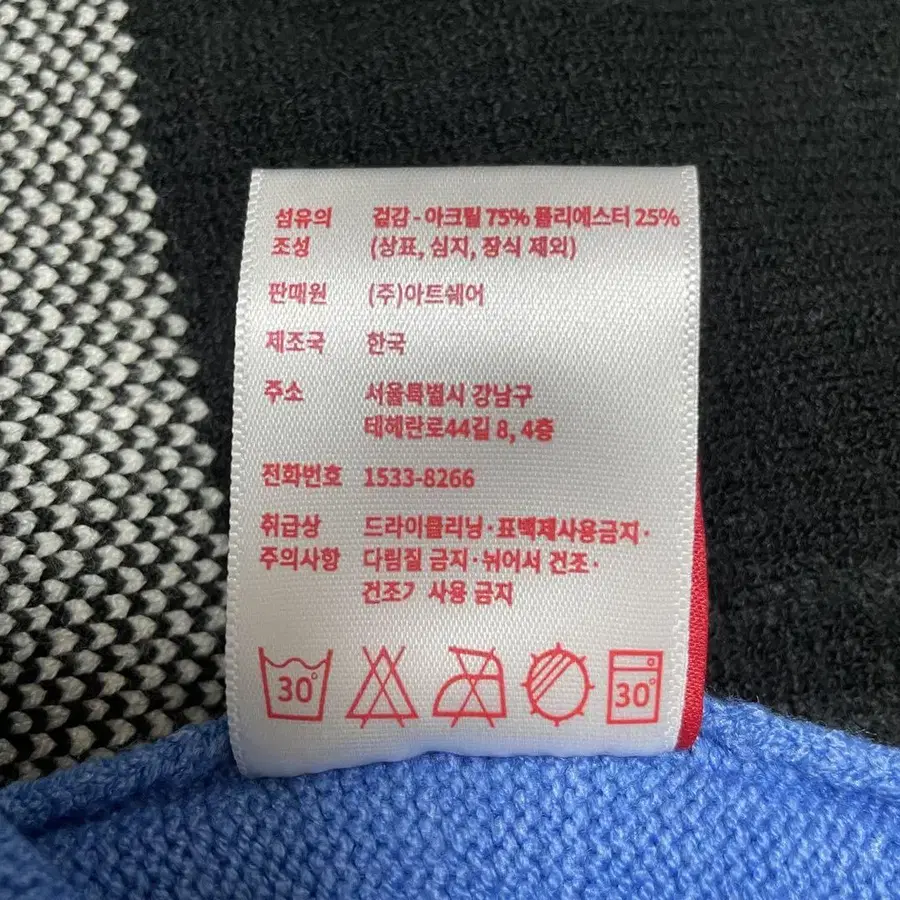 섬유의 겉감 - 아크릴 75% 폴리에스터 25%
조성 (상표, 심지, 장식 제외)
판매원 (주)아트쉐어
제조국 한국
주소 서울특별시 강남구
테헤란로44길 8, 4층
전화번호 1533-8266
취급상 드라이클리닝·표백제사용금지·
주의사항 다림질 금지·뉘어서 건조·
건조기 사용 금지
30° 30°